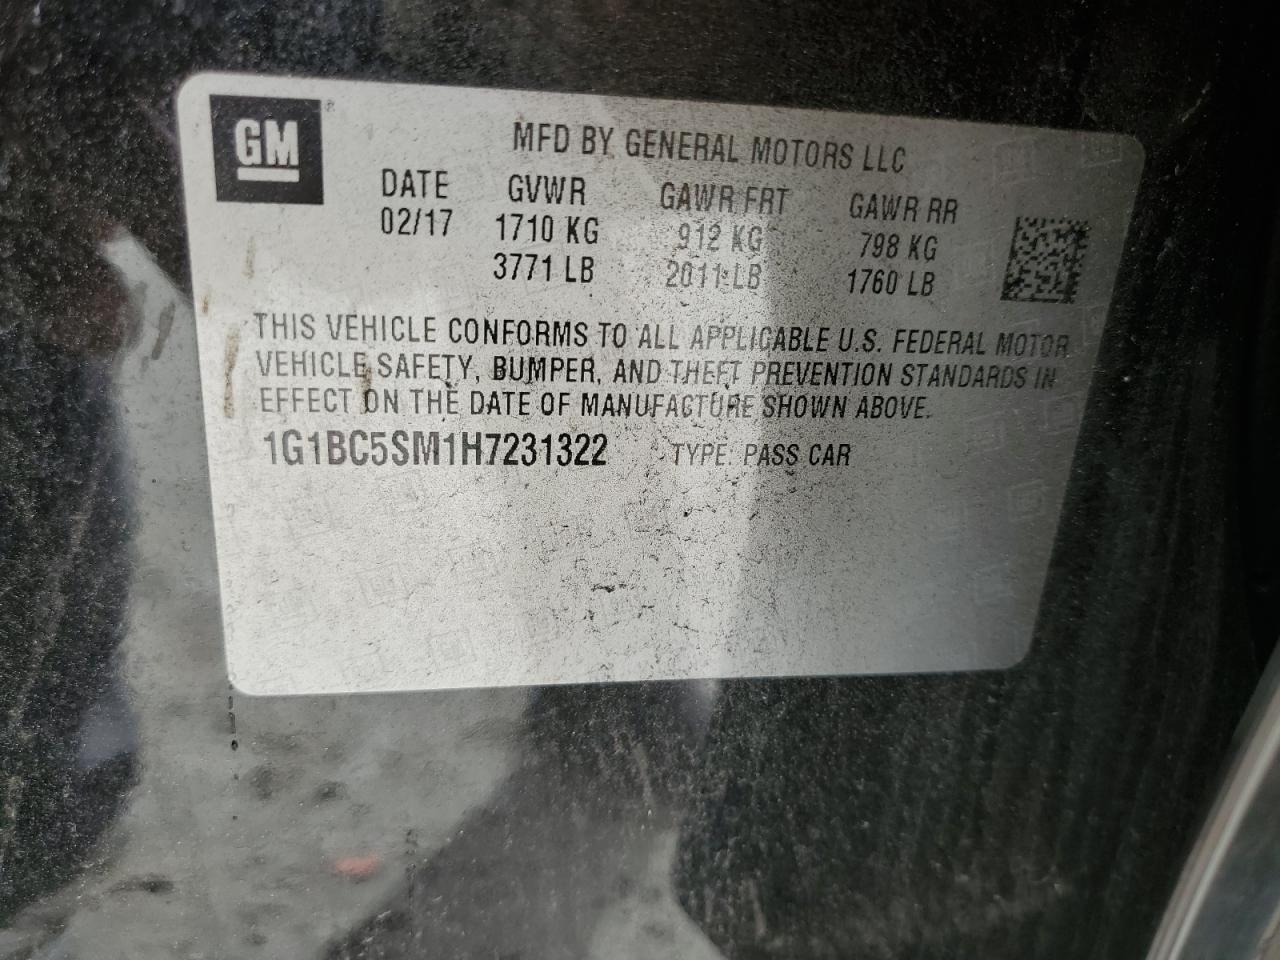 GM®
MFD BY GENERAL MOTORS LLC
DATE GVWR GAWR FRT GAWR RR
02/17 1710 KG 912 KG 798 KG
3771 LB 2011 LB 1760 LB
THIS VEHICLE CONFORMS TO ALL APPLICABLE U.S. FEDERAL MOTOR
VEHICLE SAFETY, BUMPER, AND THEFT PREVENTION STANDARDS IN
EFFECT ON THE DATE OF MANUFACTURE SHOWN ABOVE.
1G1BC5SM1H7231322 TYPE: PASS CAR